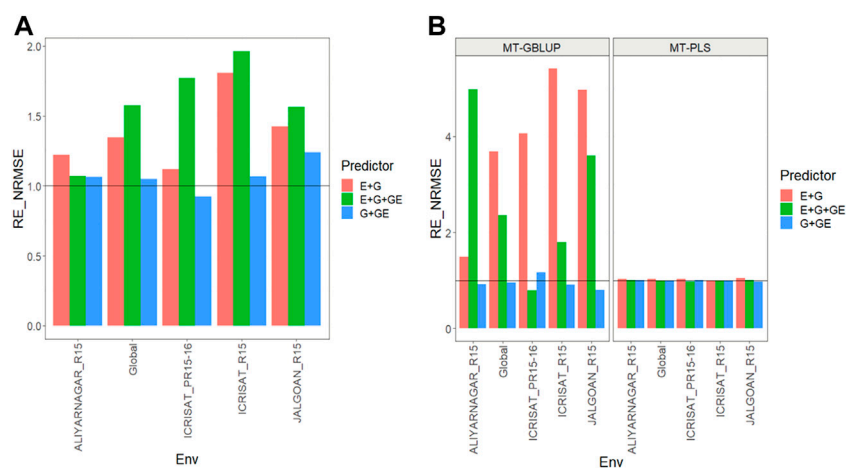 A
RE_NRMSE
2.0
1.5
1.0
0.5
0.0
ALIYARNAGAR_R15
Global
ICRISAT_PR15-16
ICRISAT_R15
JALGOAN_R15
Env
Predictor
E+G
E+G+GE
G+GE
B
MT-GBLUP
MT-PLS
RE_NRMSE
4
2
0
ALIYARNAGAR_R15
Global
ICRISAT_PR15-16
ICRISAT_R15
JALGOAN_R15
ALIYARNAGAR_R15
Global
ICRISAT_PR15-16
ICRISAT_R15
JALGOAN_R15
Env
Predictor
E+G
E+G+GE
G+GE